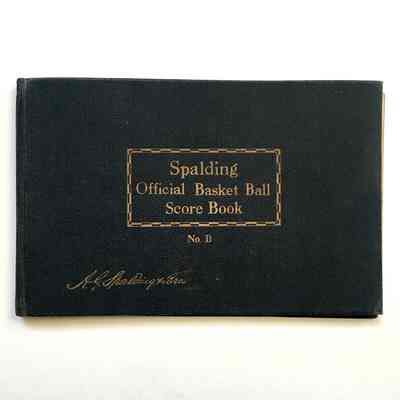 Spalding
Official Basket Ball
Score Book
No. B
A.G. Spalding & Bros